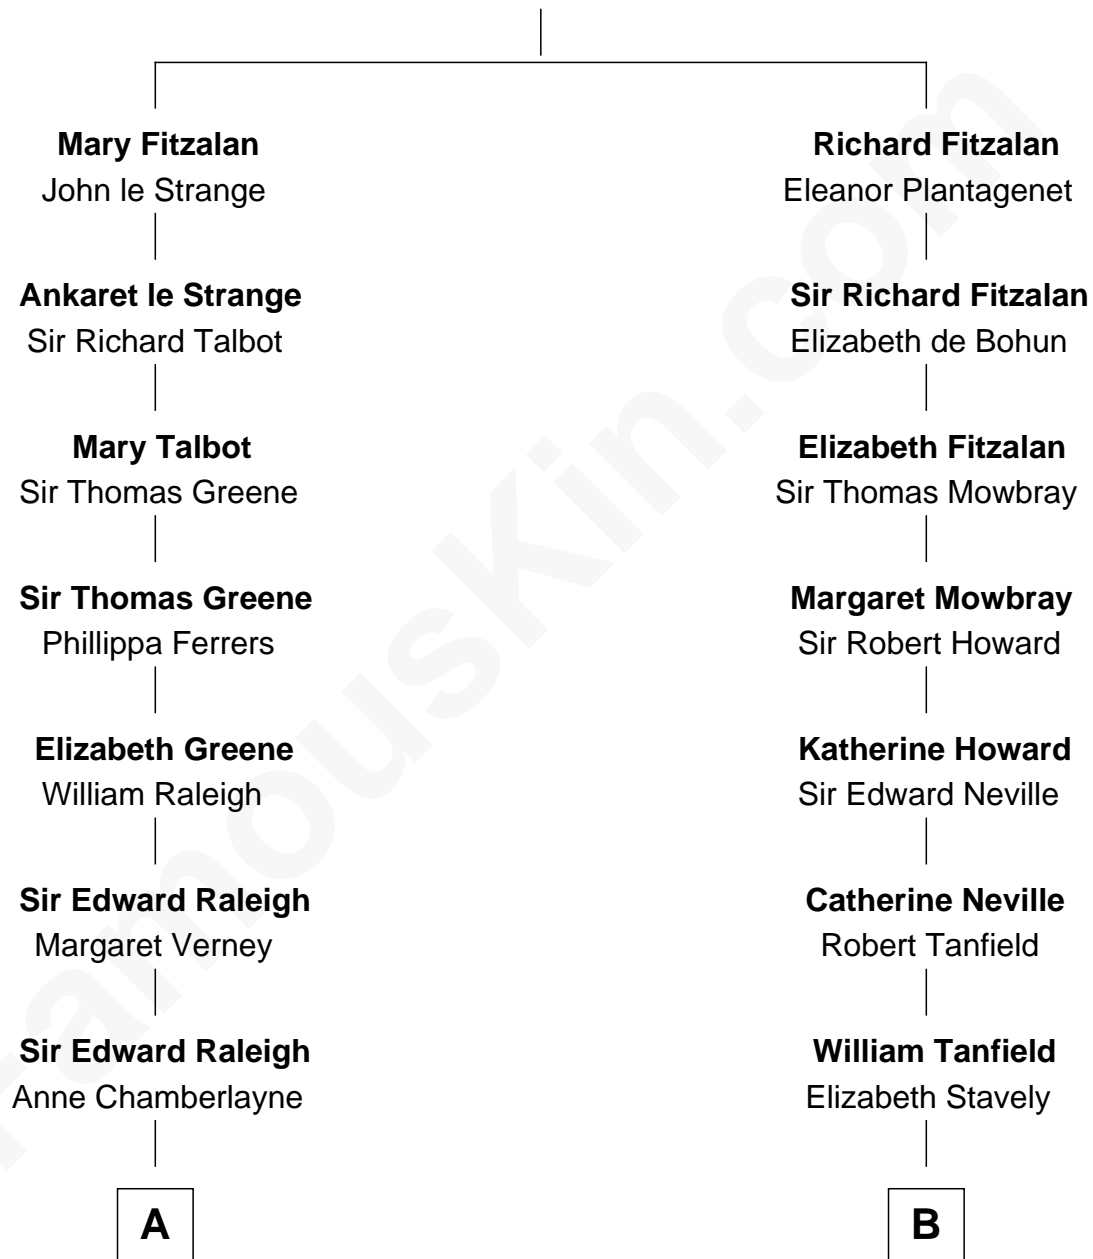 Mary Fitzalan
John le Strange
Ankaret le Strange
Sir Richard Talbot
Mary Talbot
Sir Thomas Greene
Sir Thomas Greene
Phillippa Ferrers
Elizabeth Greene
William Raleigh
Sir Edward Raleigh
Margaret Verney
Sir Edward Raleigh
Anne Chamberlayne
A
Richard Fitzalan
Eleanor Plantagenet
Sir Richard Fitzalan
Elizabeth de Bohun
Elizabeth Fitzalan
Sir Thomas Mowbray
Margaret Mowbray
Sir Robert Howard
Katherine Howard
Sir Edward Neville
Catherine Neville
Robert Tanfield
William Tanfield
Elizabeth Stavely
B
FamousKin.com